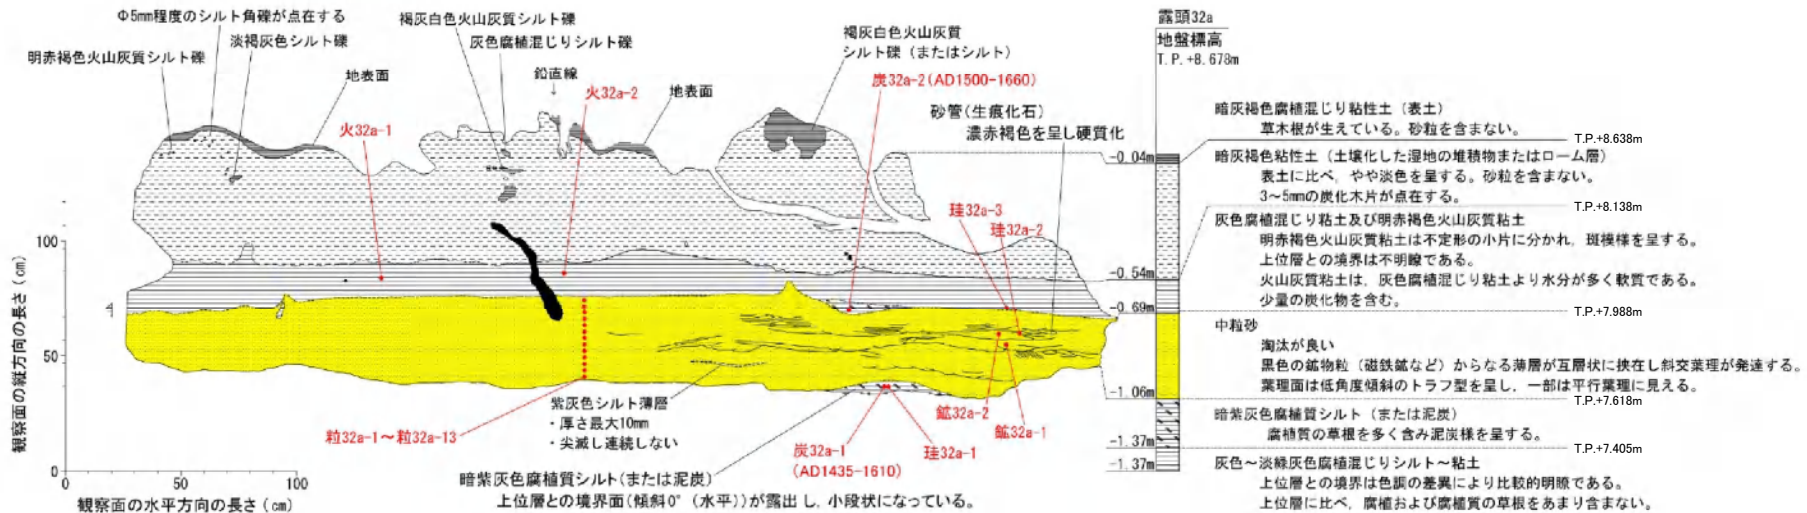 Φ5mm程度のシルト角礫が点在する
淡褐灰色シルト礫
明赤褐色火山灰質シルト礫
地表面
褐灰白色火山灰質シルト礫
灰色腐植混じりシルト礫
鉛直線
火32a-2
地表面
火32a-1
褐灰白色火山灰質
シルト礫（またはシルト）
炭32a-2(AD1500-1660)
砂管(生痕化石)
濃赤褐色を呈し硬質化
珪32a-3
珪32a-2
鉱32a-2
鉱32a-1
紫灰色シルト薄層
・厚さ最大10mm
・尖滅し連続しない
粒32a-1～粒32a-13
炭32a-1
(AD1435-1610)
珪32a-1
暗紫灰色腐植質シルト(または泥炭)
上位層との境界面(傾斜0°（水平))が露出し、小段状になっている。
観察面の縦方向の長さ(cm)
100
50
0
0
50
100
観察面の水平方向の長さ(cm)
露頭32a
地盤標高
T.P.+8.678m
-0.04m
-0.54m
-0.69m
-1.06m
-1.37m
-1.37m
暗灰褐色腐植混じり粘性土（表土）
草木根が生えている。砂粒を含まない。
T.P.+8.638m
暗灰褐色粘性土（土壌化した湿地の堆積物またはローム層）
表土に比べ、やや淡色を呈する。砂粒を含まない。
3～5mmの炭化木片が点在する。
T.P.+8.138m
灰色腐植混じり粘土及び明赤褐色火山灰質粘土
明赤褐色火山灰質粘土は不定形の小片に分かれ、斑模様を呈する。
上位層との境界は不明瞭である。
火山灰質粘土は、灰色腐植混じり粘土より水分が多く軟質である。
少量の炭化物を含む。
T.P.+7.988m
中粒砂
淘汰が良い
黒色の鉱物粒（磁鉄鉱など）からなる薄層が互層状に挟在し斜交葉理が発達する。
葉理面は低角度傾斜のトラフ型を呈し、一部は平行葉理に見える。
T.P.+7.618m
暗紫灰色腐植質シルト（または泥炭）
腐植質の草根を多く含み泥炭様を呈する。
T.P.+7.405m
灰色～淡緑灰色腐植混じりシルト～粘土
上位層との境界は色調の差異により比較的明瞭である。
上位層に比べ、腐植および腐植質の草根をあまり含まない。